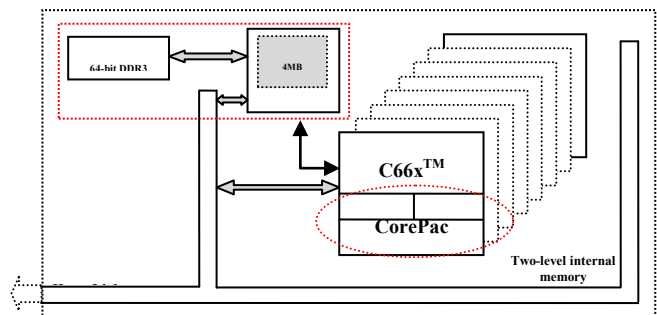 64-bit DDR3
4MB
C66x™
CorePac
Two-level internal
memory